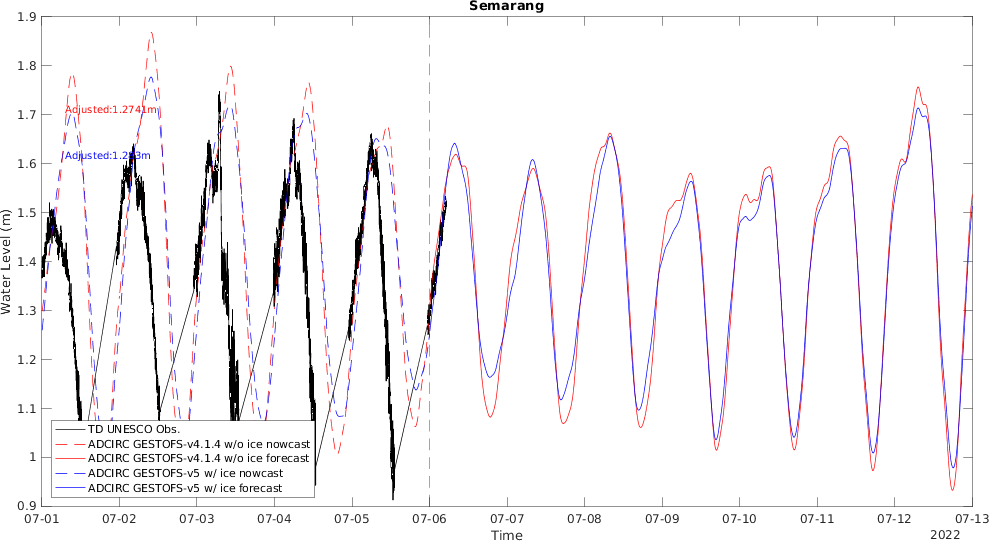 Semarang
1.9
1.8
1.7
1.6
1.5
1.4
1.3
1.2
1.1
1
0.9
Water Level (m)
Adjusted:1.2741m
TD UNESCO Obs.
ADCIRC GESTOFS-v4.1.4 w/o ice nowcast
ADCIRC GESTOFS-v4.1.4 w/o ice forecast
ADCIRC GESTOFS-v5 w/ ice nowcast
ADCIRC GESTOFS-v5 w/ ice forecast
07-01 07-02 07-03 07-04 07-05 07-06 07-07 07-08 07-09 07-10 07-11 07-12 07-13
Time
2022